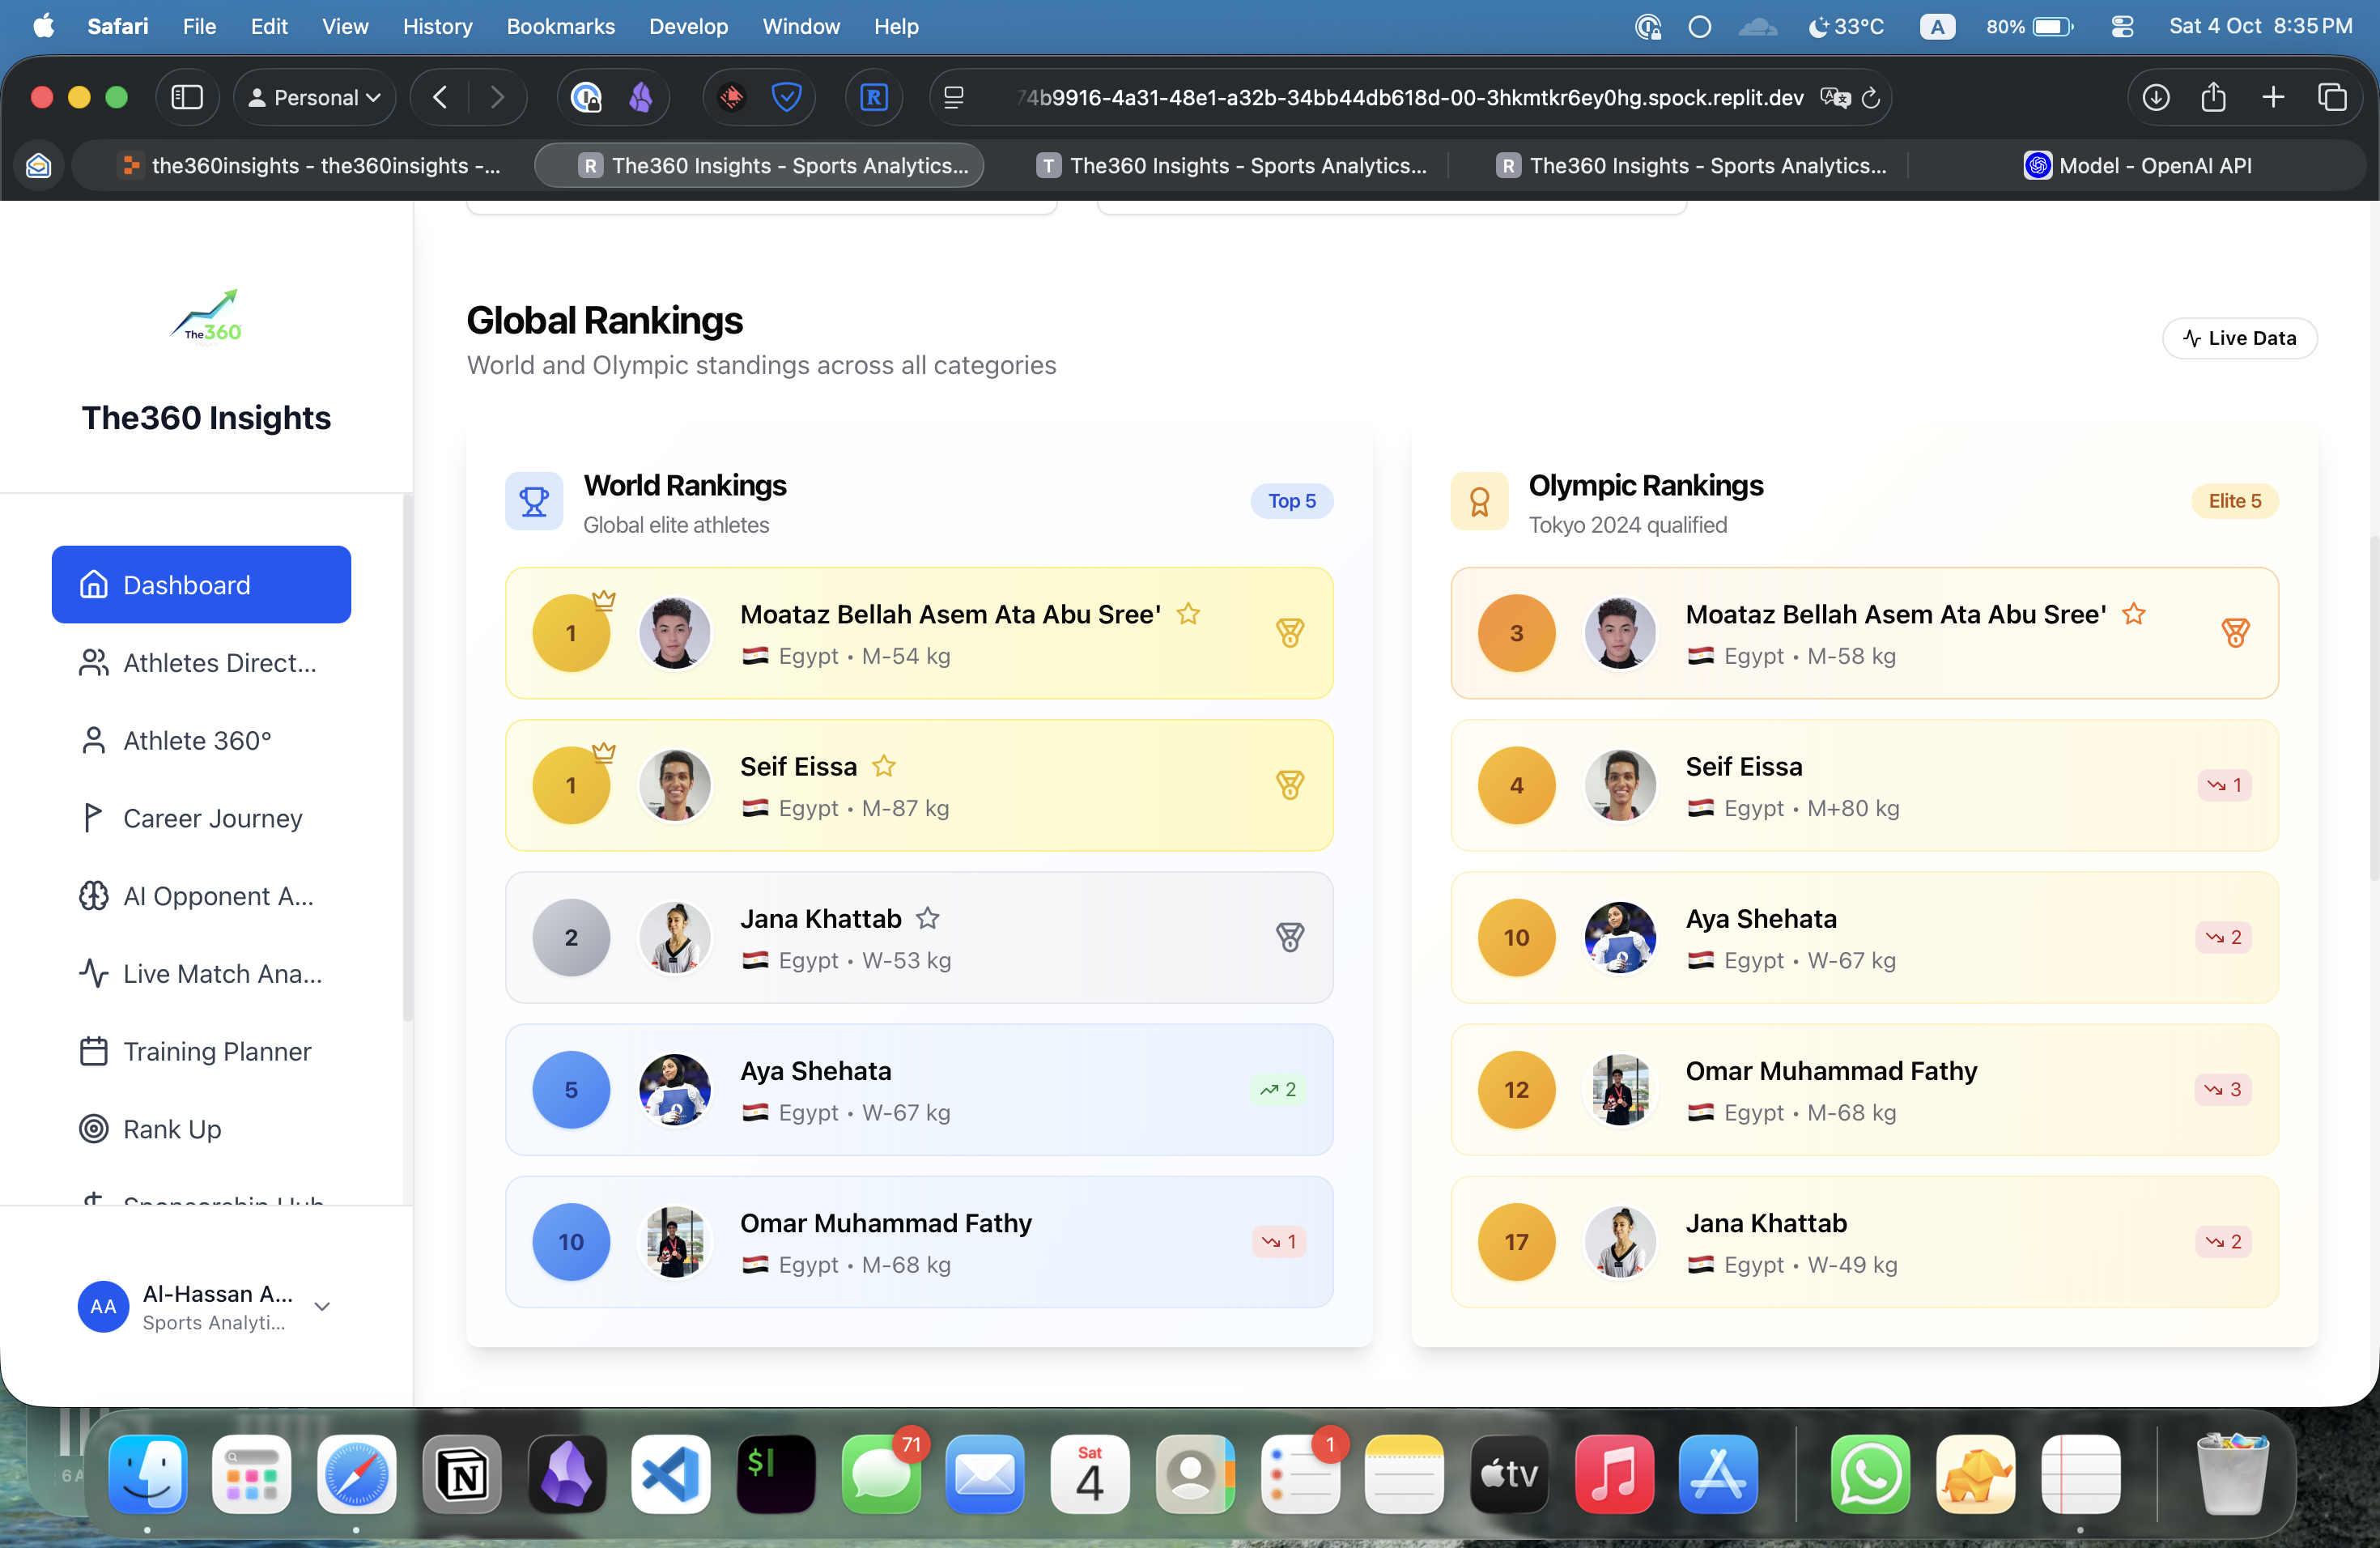 Safari File Edit View History Bookmarks Develop Window Help 33°C A 80% Sat 4 Oct 8:35 PM
Personal 74b9916-4a31-48e1-a32b-34bb44db618d-00-3hkmtkr6ey0hg.spock.replit.dev
the360insights - the360insights -... R The360 Insights - Sports Analytics... T The360 Insights - Sports Analytics... R The360 Insights - Sports Analytics... Model - OpenAI API
The360
The360 Insights
Dashboard
Athletes Direct...
Athlete 360°
Career Journey
AI Opponent A...
Live Match Ana...
Training Planner
Rank Up
Sponsorship Hub
AA
Al-Hassan A...
Sports Analyti...
Global Rankings
World and Olympic standings across all categories
Live Data
World Rankings
Global elite athletes
Top 5
1
Moataz Bellah Asem Ata Abu Sree'
Egypt • M-54 kg
1
Seif Eissa
Egypt • M-87 kg
2
Jana Khattab
Egypt • W-53 kg
5
Aya Shehata
Egypt • W-67 kg
2
10
Omar Muhammad Fathy
Egypt • M-68 kg
1
Olympic Rankings
Tokyo 2024 qualified
Elite 5
3
Moataz Bellah Asem Ata Abu Sree'
Egypt • M-58 kg
4
Seif Eissa
Egypt • M+80 kg
1
10
Aya Shehata
Egypt • W-67 kg
2
12
Omar Muhammad Fathy
Egypt • M-68 kg
3
17
Jana Khattab
Egypt • W-49 kg
2
6A
$
71
Sat
4
1
tv